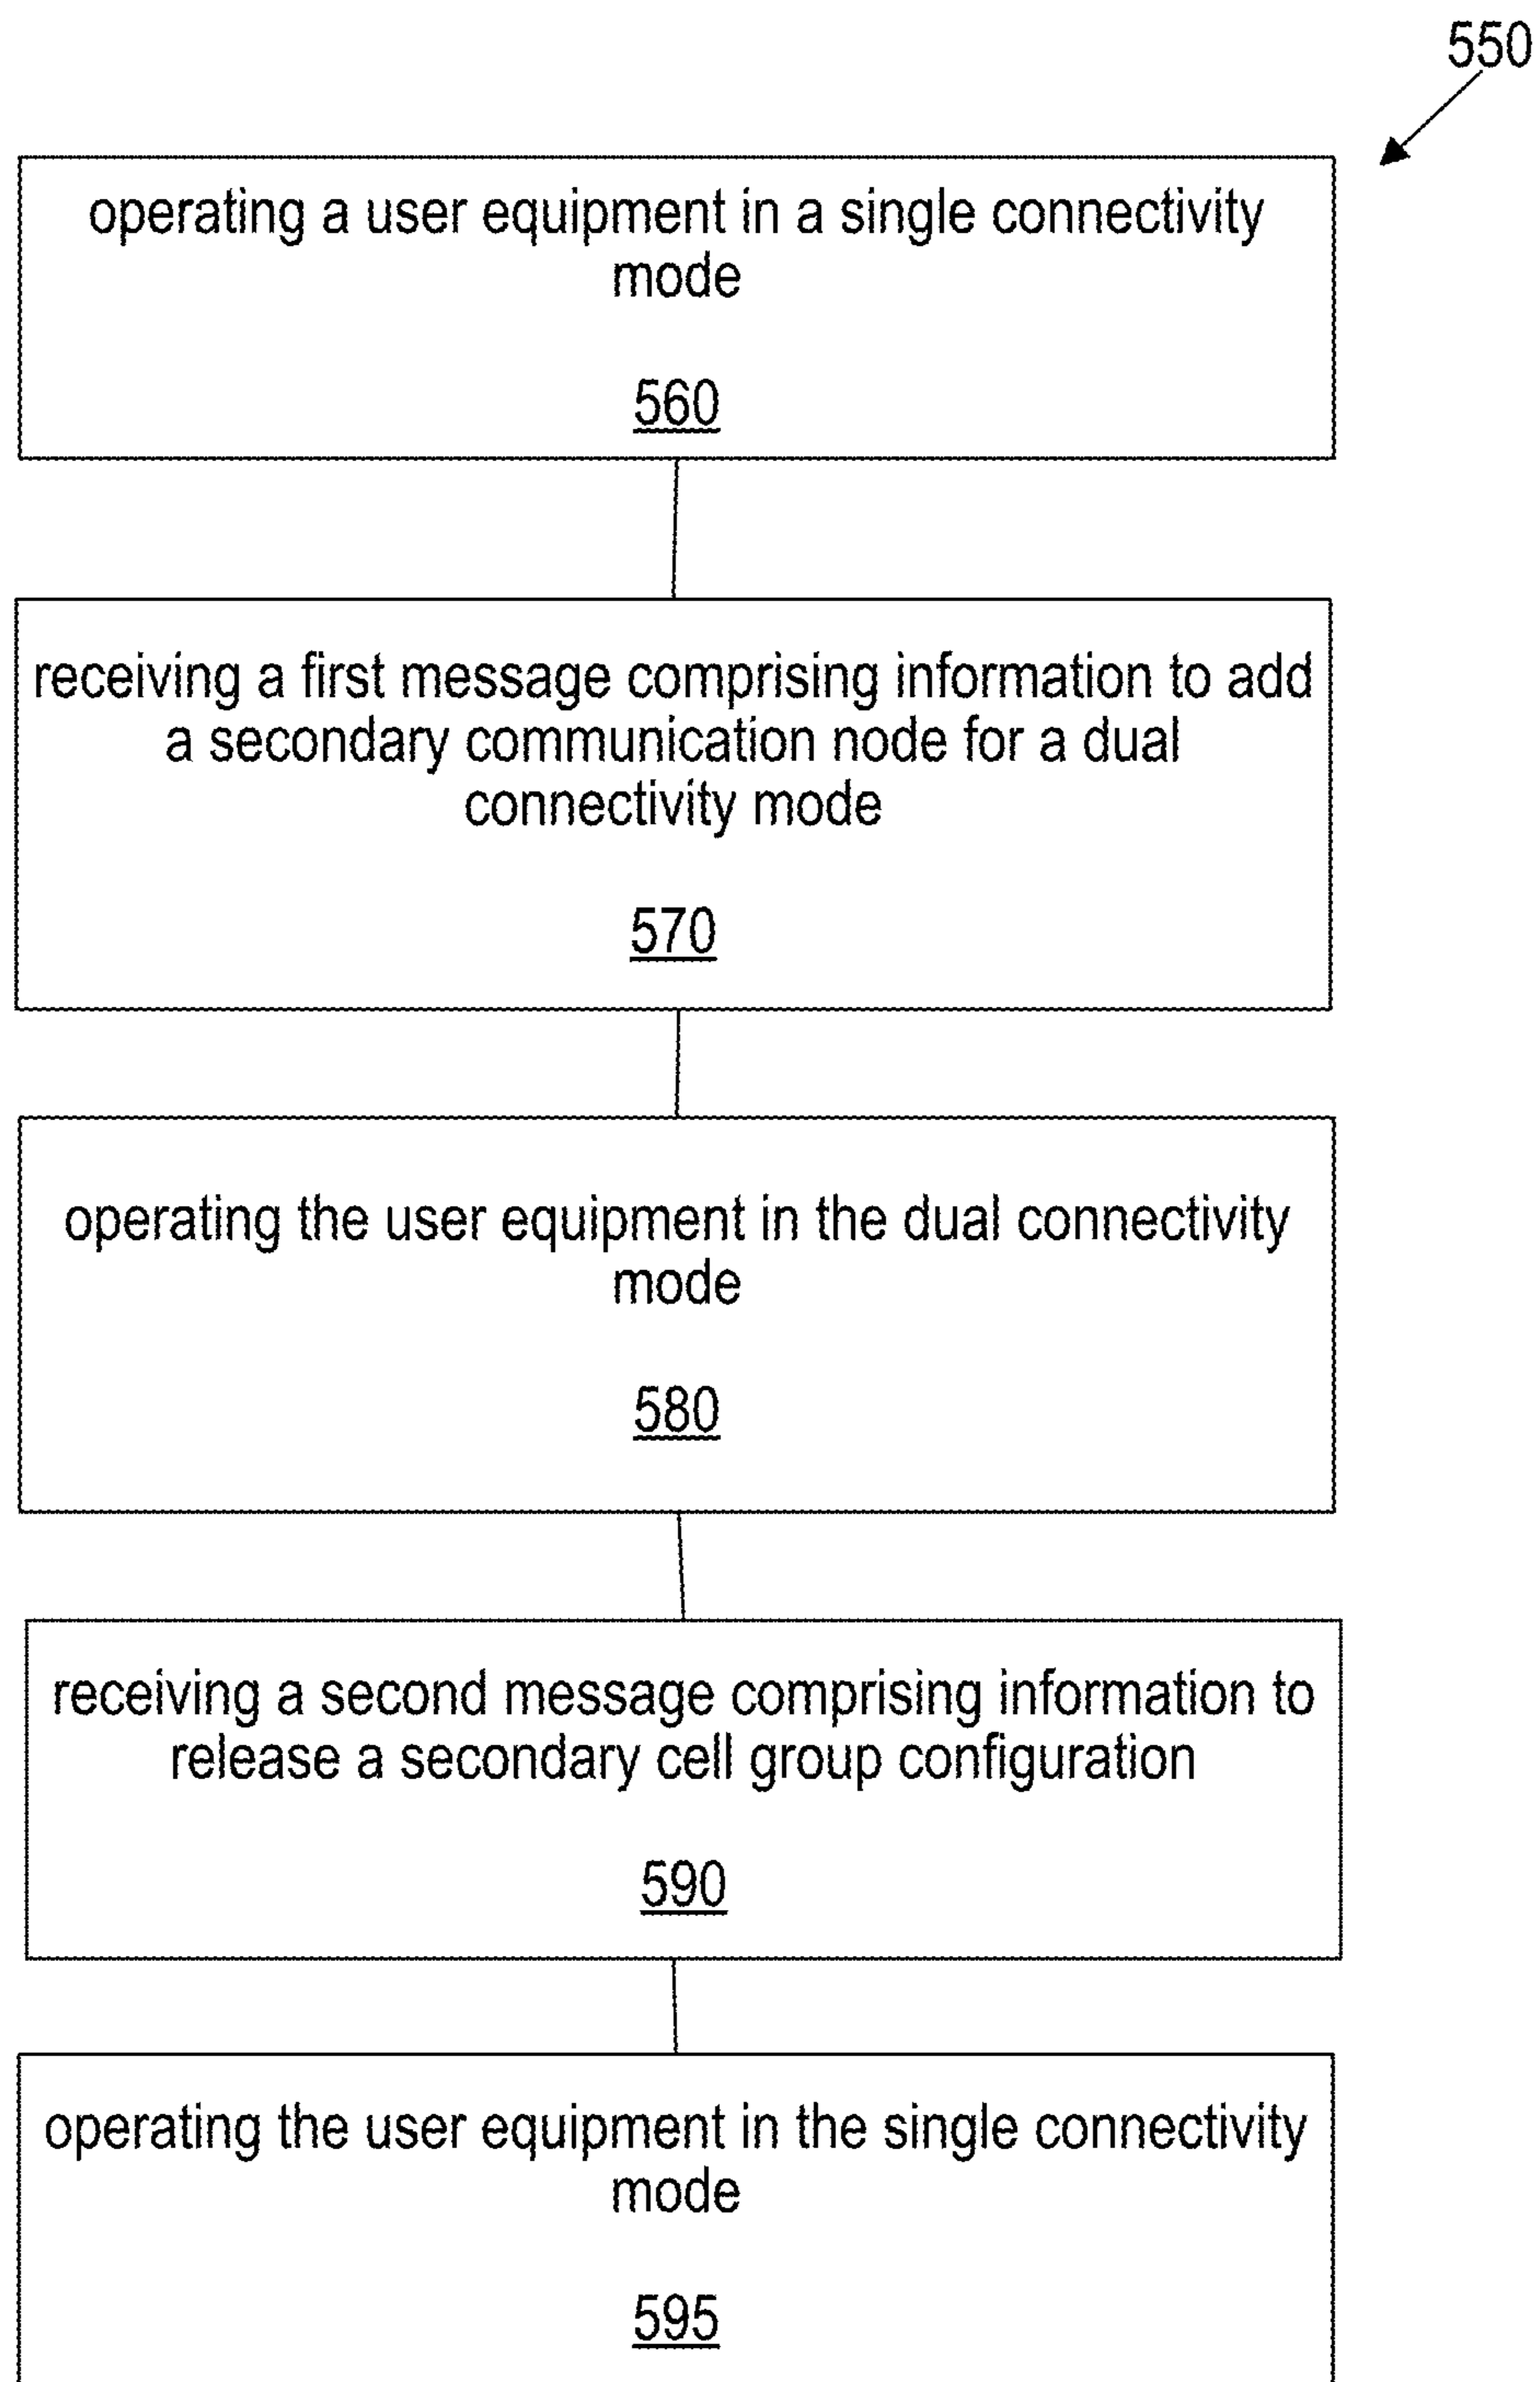 550
operating a user equipment in a single connectivity
mode
560
receiving a first message comprising information to add
a secondary communication node for a dual
connectivity mode
570
operating the user equipment in the dual connectivity
mode
580
receiving a second message comprising information to
release a secondary cell group configuration
590
operating the user equipment in the single connectivity
mode
595